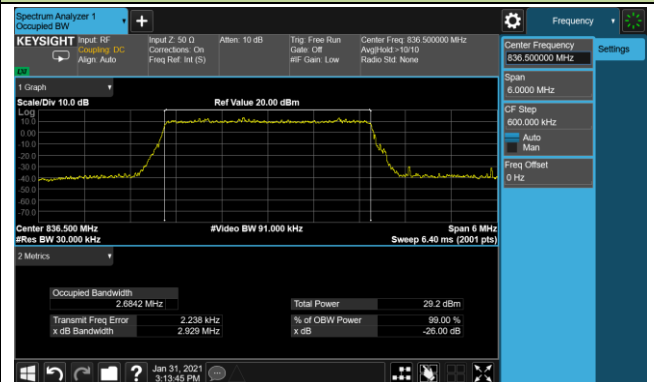 Spectrum Analyzer 1
Occupied BW
Frequency
KEYSIGHT
Input: RF
Coupling: DC
Align: Auto
Input Z: 50 Ω
Corrections: On
Freq Ref: Int (S)
Atten: 10 dB
Trig: Free Run
Gate: Off
#IF Gain: Low
Center Freq: 836.500000 MHz
Avg|Hold:>10/10
Radio Std: None
LXI
Center Frequency
836.500000 MHz
Settings
Span
6.0000 MHz
CF Step
600.000 kHz
Auto
Man
Freq Offset
0 Hz
1 Graph
Scale/Div 10.0 dB
Ref Value 20.00 dBm
Log
10.0
0.00
-10.0
-20.0
-30.0
-40.0
-50.0
-60.0
-70.0
Center 836.500 MHz
#Video BW 91.000 kHz
Span 6 MHz
#Res BW 30.000 kHz
Sweep 6.40 ms (2001 pts)
2 Metrics
Occupied Bandwidth
2.6842 MHz
Total Power 29.2 dBm
Transmit Freq Error 2.238 kHz
% of OBW Power 99.00 %
x dB Bandwidth 2.929 MHz
x dB -26.00 dB
?
Jan 31, 2021
3:13:45 PM